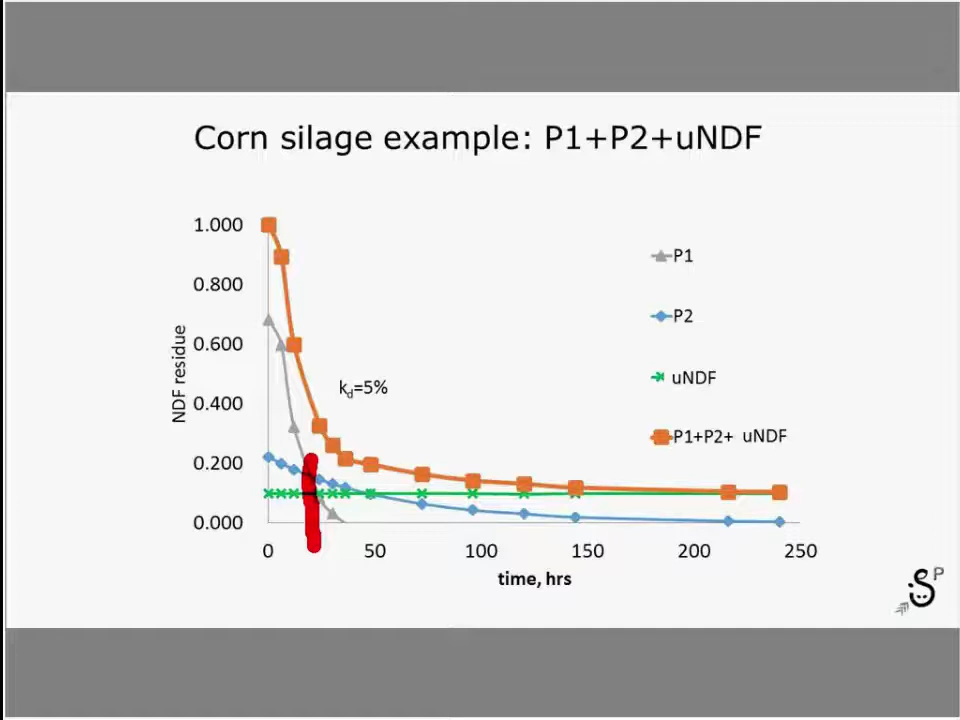 Corn silage example: P1+P2+uNDF
1.000
0.800
0.600
0.400
0.200
0.000
NDF residue
kd=5%
P1
P2
uNDF
P1+P2+ uNDF
0 50 100 150 200 250
time, hrs
SP